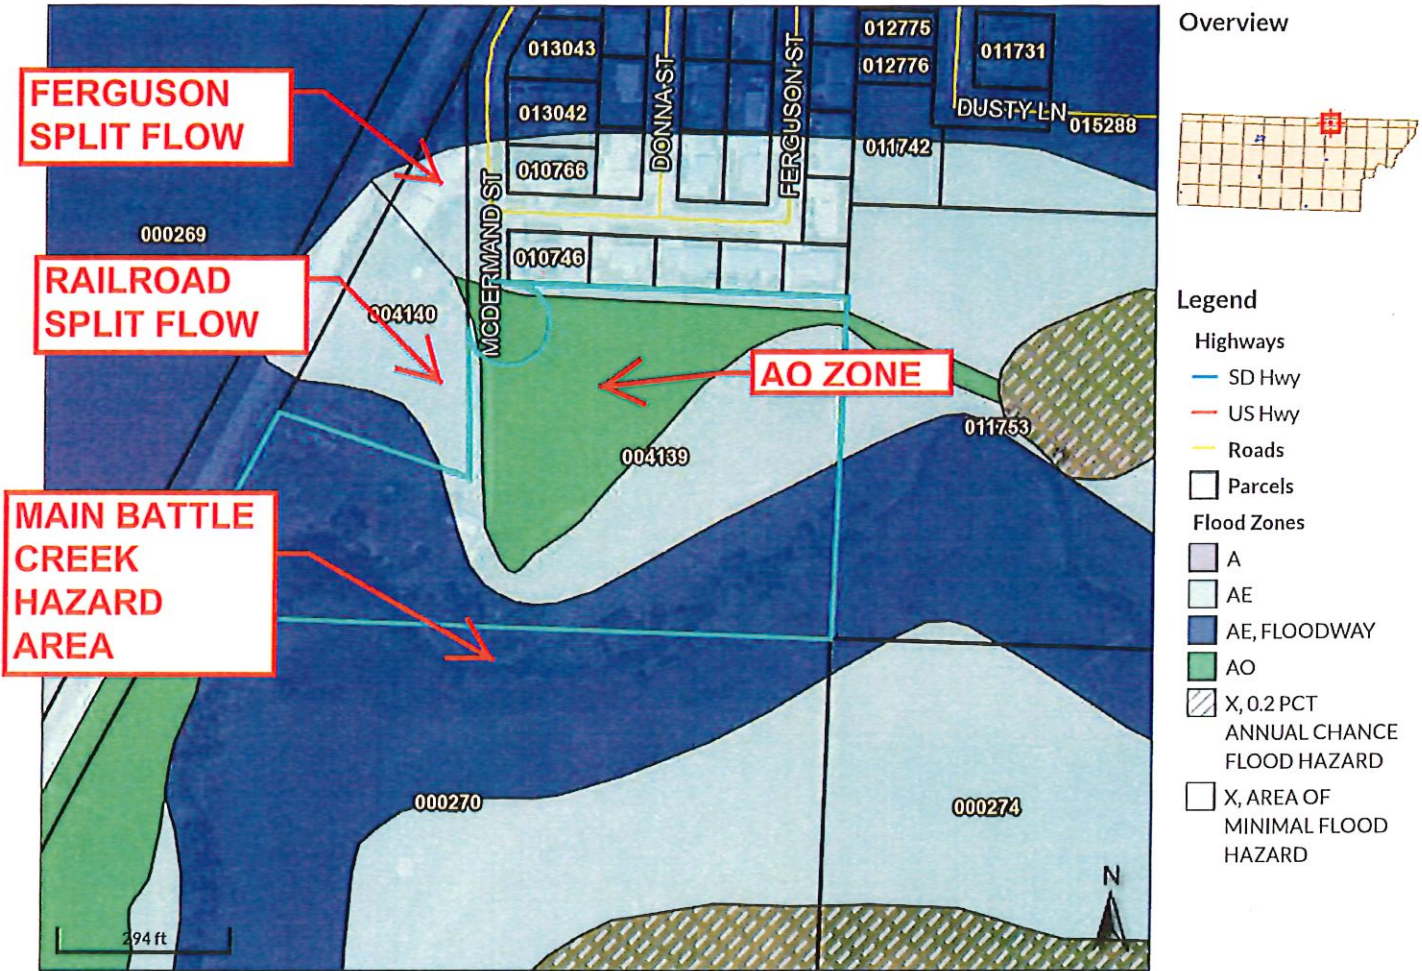 Overview
FERGUSON
SPLIT FLOW
013043
012775
012776
011731
013042
DUSTY LN
015288
010766
DONNA ST
FERGUSON ST
011742
MCDERMAND ST
000269
010746
RAILROAD
SPLIT FLOW
004140
AO ZONE
011753
004139
MAIN BATTLE
CREEK
HAZARD
AREA
000270
000274
294 ft
N
Legend
Highways
SD Hwy
US Hwy
Roads
Parcels
Flood Zones
A
AE
AE, FLOODWAY
AO
X, 0.2 PCT
ANNUAL CHANCE
FLOOD HAZARD
X, AREA OF
MINIMAL FLOOD
HAZARD